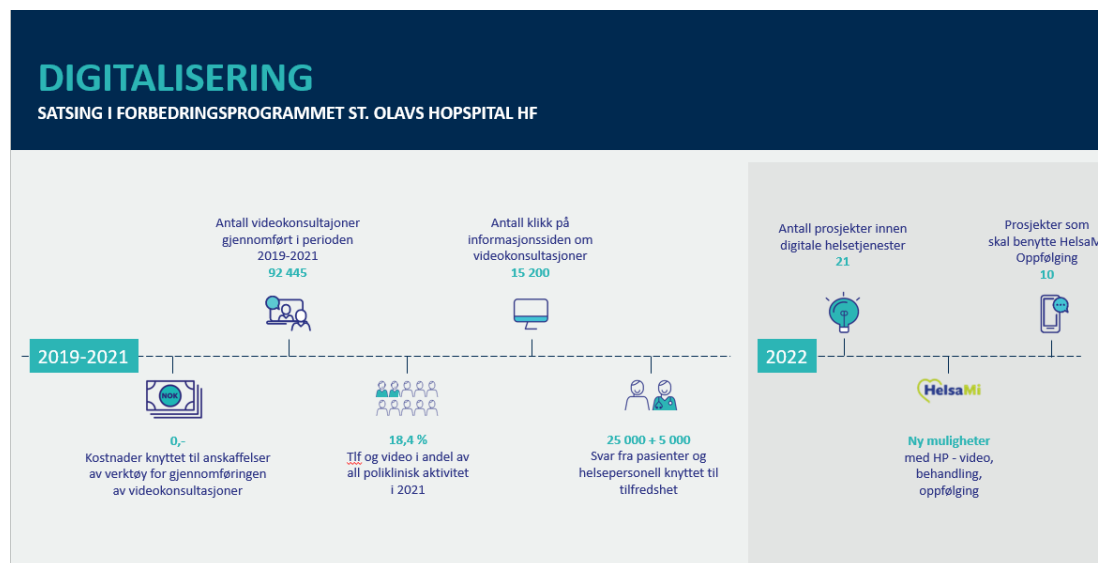 DIGITALISERING
SATSING I FORBEDRINGSPROGRAMMET ST. OLAVS HOPSPITAL HF
2019-2021
NOK
0,-
Kostnader knyttet til anskaffelser
av verktøy for gjennomføringen
av videokonsultasjoner
Antall videokonsultajoner
gjennomført i perioden
2019-2021
92 445
18,4 %
Tlf og video i andel av
all poliklinisk aktivitet
i 2021
Antall klikk på
informasjonssiden om
videokonsultasjoner
15 200
25 000 + 5 000
Svar fra pasienter og
helsepersonell knyttet til
tilfredshet
2022
Antall prosjekter innen
digitale helsetjenester
21
HelsaMi
Ny muligheter
med HP - video,
behandling,
oppfølging
Prosjekter som
skal benytte HelsaM
Oppfølging
10